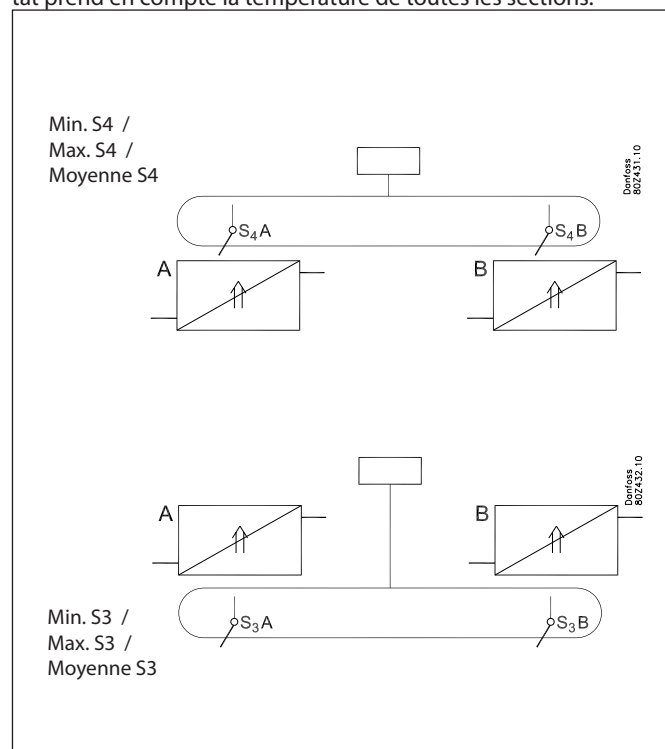 tat prend en compte la température de toutes les sections.
Min. S4 /
Max. S4 /
Moyenne S4
Danfoss
80Z431.10
S₄A
S₄B
A
B
Danfoss
80Z432.10
A
B
S₃A
S₃B
Min. S3 /
Max. S3 /
Moyenne S3